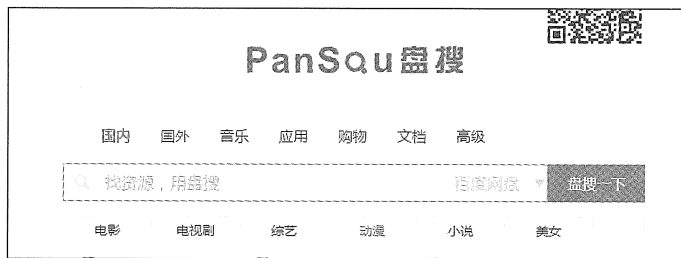 PanSou盘搜
国内 国外 音乐 应用 购物 文档 高级
找资源，用盘搜 百度网盘 盘搜一下
电影 电视剧 综艺 动漫 小说 美女